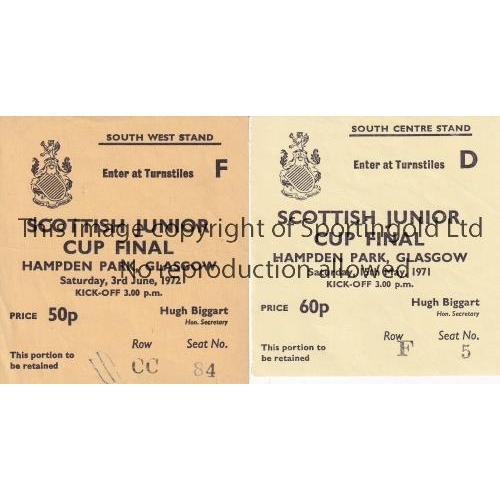 SOUTH WEST STAND
Enter at Turnstiles F
SCOTTISH JUNIOR
CUP FINAL
HAMPDEN PARK, GLASGOW
Saturday, 3rd June, 1972
KICK-OFF 3.00 p.m.
PRICE 50p
Hugh Biggart
Hon. Secretary
Row Seat No.
This portion to
be retained
CC 84
SOUTH CENTRE STAND
Enter at Turnstiles D
SCOTTISH JUNIOR
CUP FINAL
HAMPDEN PARK, GLASGOW
Saturday, 15th May, 1971
KICK-OFF 3.00 p.m.
PRICE 60p
Hugh Biggart
Hon. Secretary
Row Seat No.
This portion to
be retained
F 5
This image copyright of Sportingold Ltd
No reproduction allowed